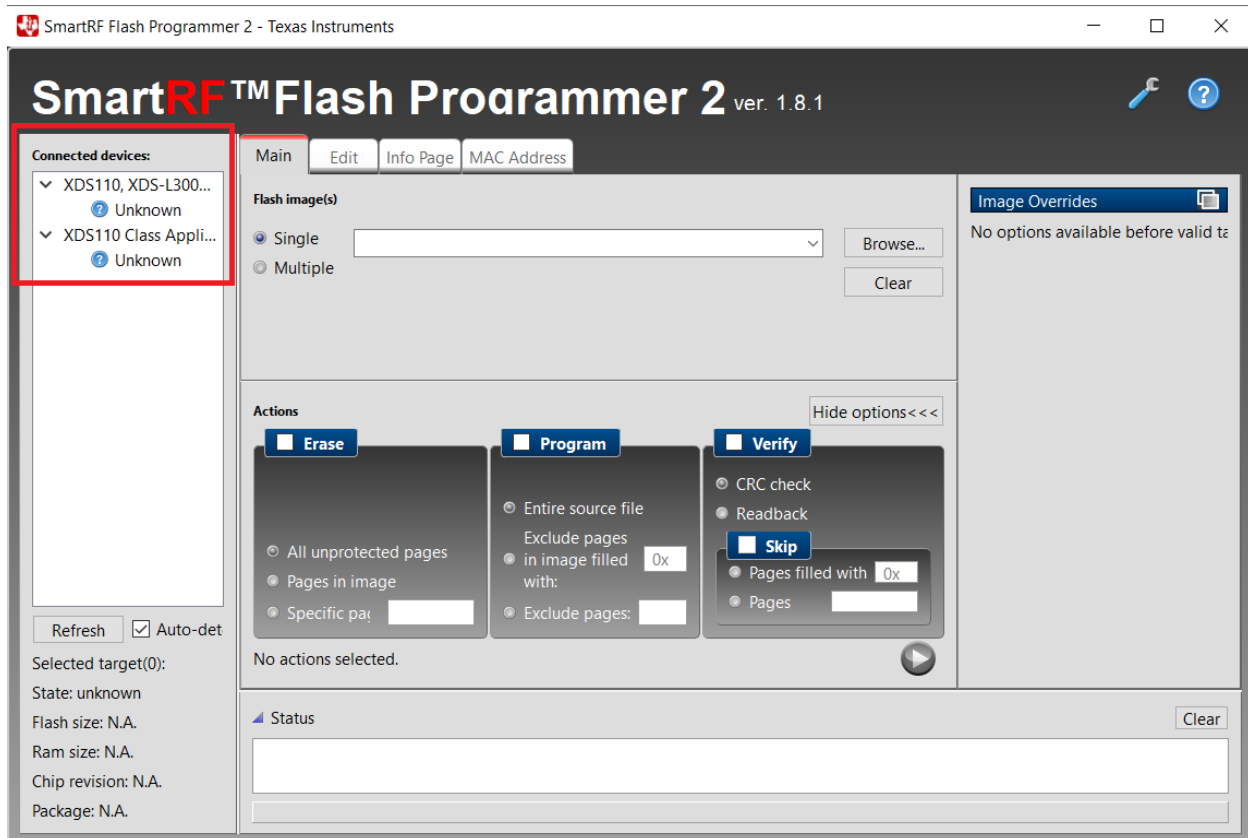 SmartRF Flash Programmer 2 - Texas Instruments
SmartRF™Flash Programmer 2 ver. 1.8.1
Connected devices:
XDS110, XDS-L300...
Unknown
XDS110 Class Appli...
Unknown
Refresh
Auto-det
Selected target(0):
State: unknown
Flash size: N.A.
Ram size: N.A.
Chip revision: N.A.
Package: N.A.
Main
Edit
Info Page
MAC Address
Flash image(s)
Single
Multiple
Browse...
Clear
Image Overrides
No options available before valid ta
Actions
Hide options<<<
Erase
All unprotected pages
Pages in image
Specific pag
Program
Entire source file
Exclude pages
in image filled
with:
0x
Exclude pages:
Verify
CRC check
Readback
Skip
Pages filled with
0x
Pages
No actions selected.
Status
Clear